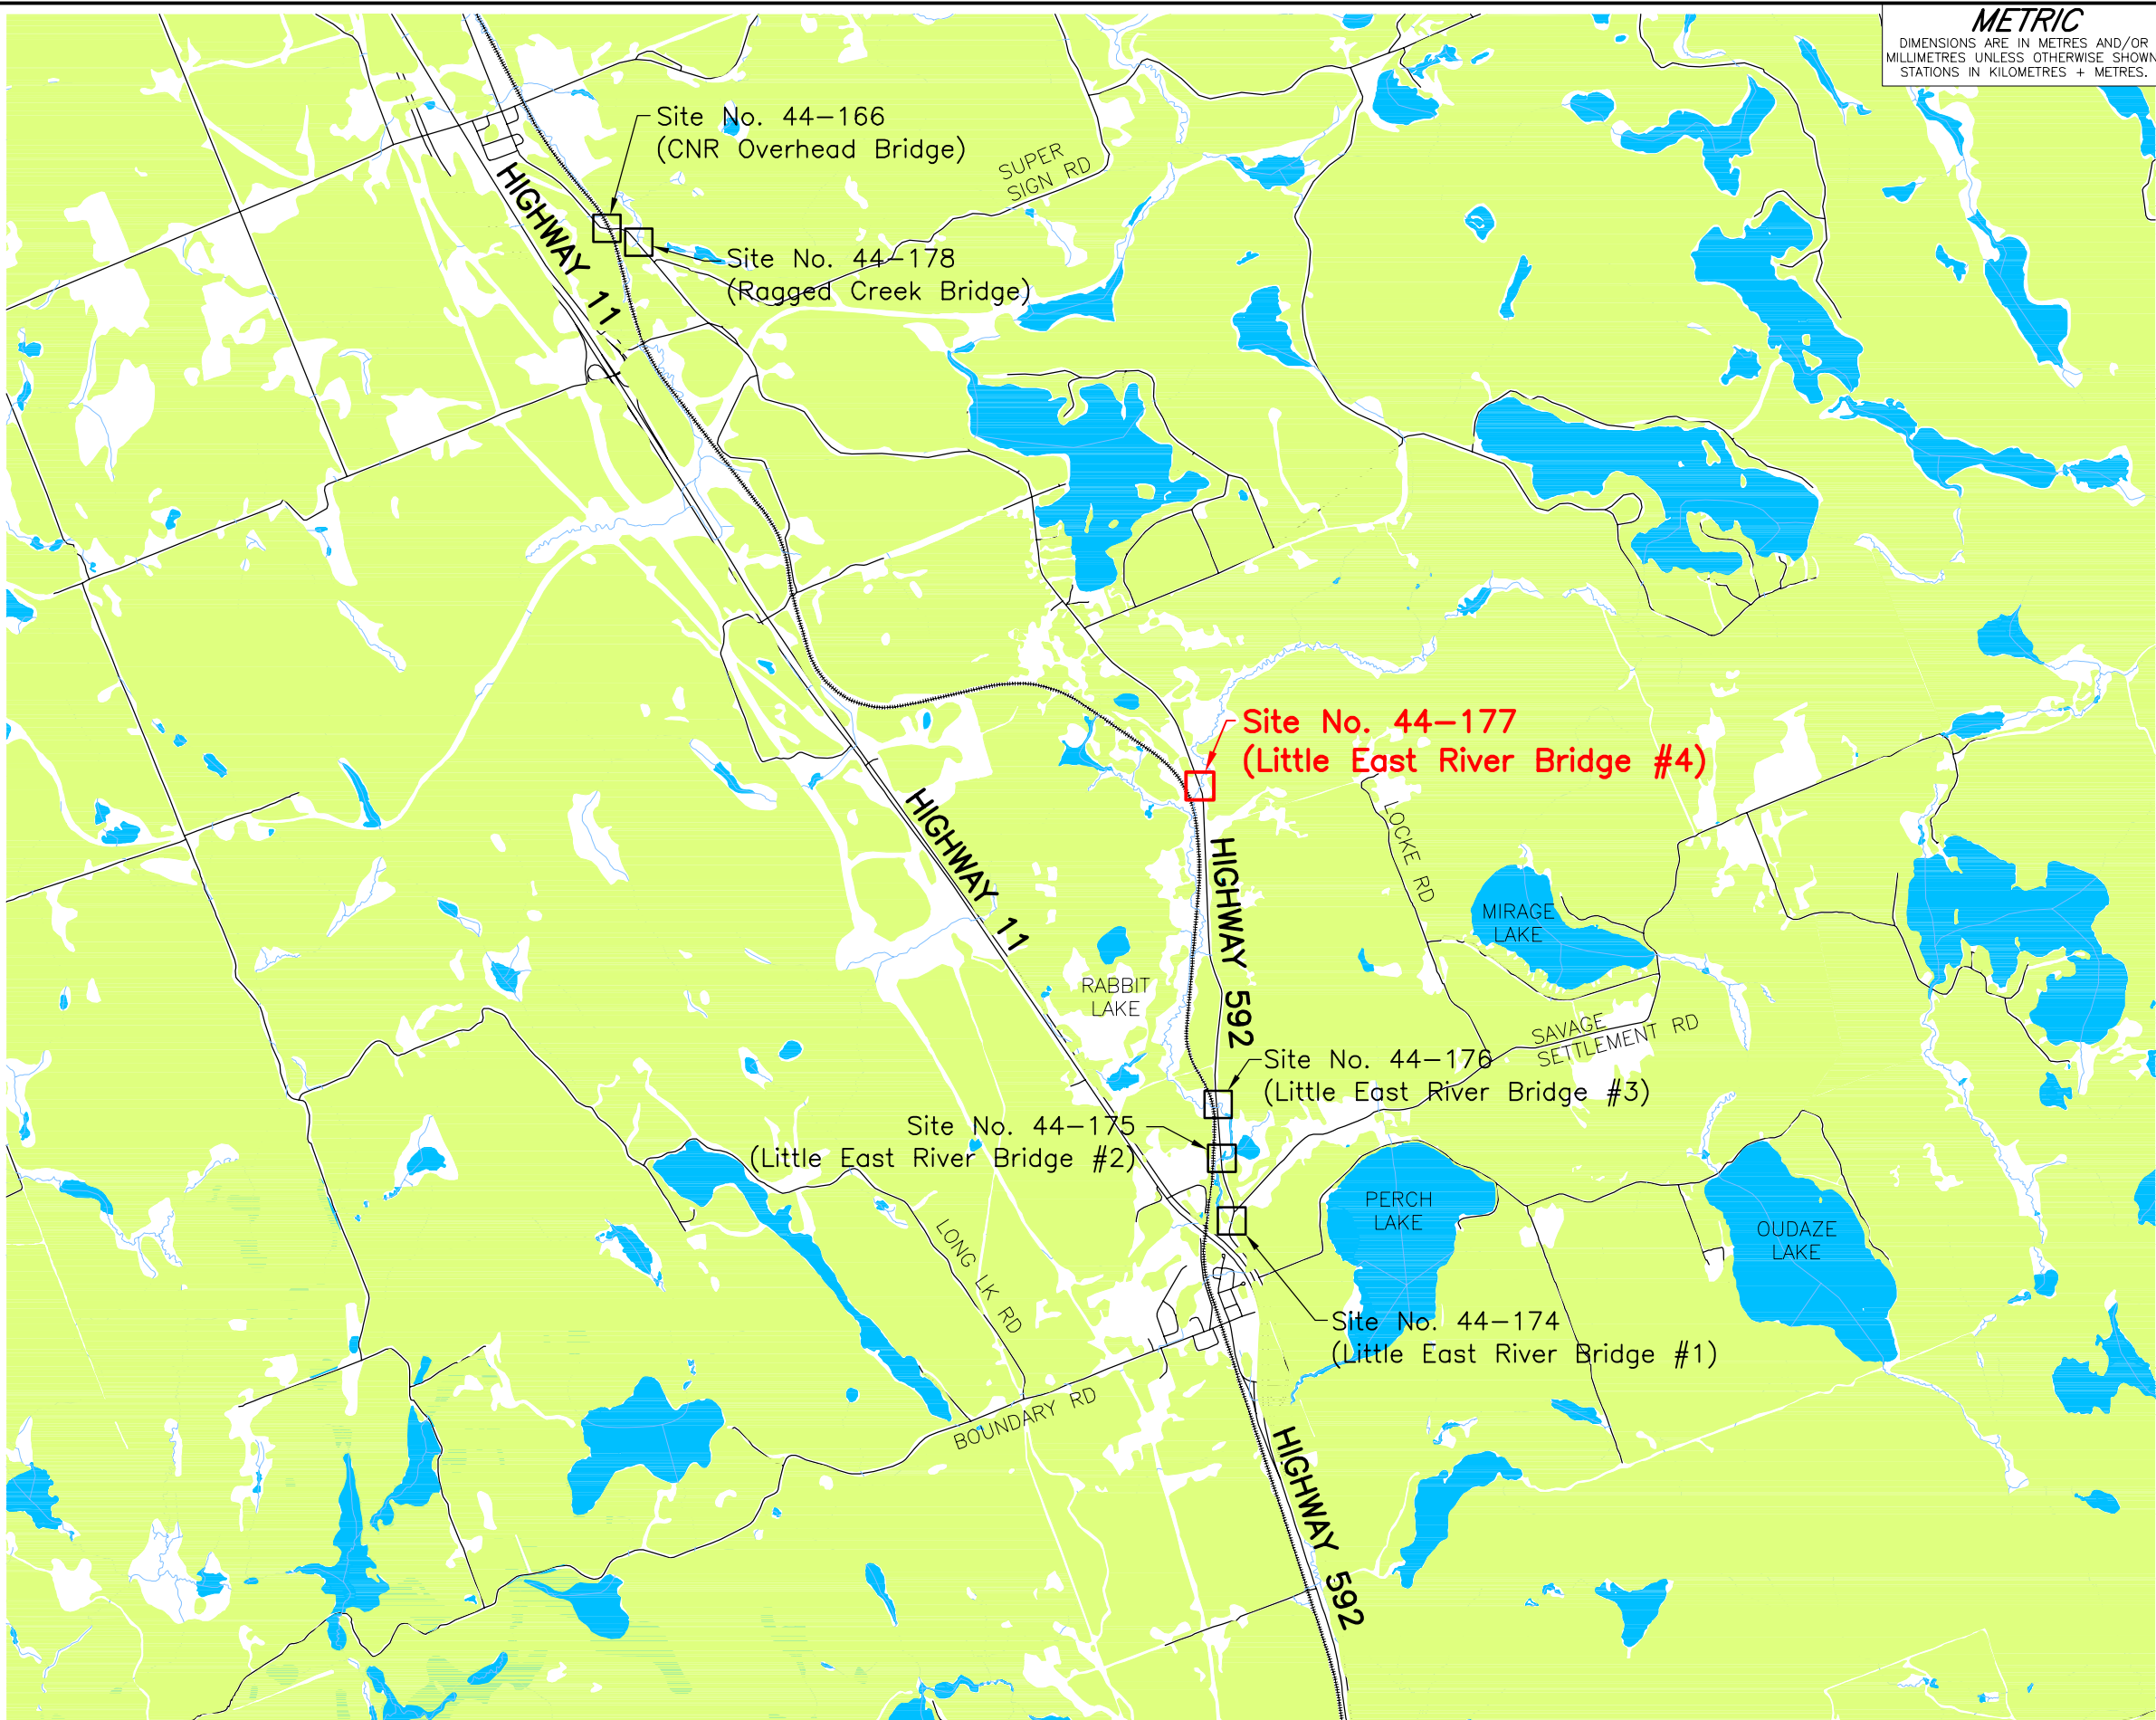 METRIC
DIMENSIONS ARE IN METRES AND/OR
MILLIMETRES UNLESS OTHERWISE SHOWN
STATIONS IN KILOMETRES + METRES.
Site No. 44-166
(CNR Overhead Bridge)
SUPER
SIGN RD
HIGHWAY 11
Site No. 44-178
(Ragged Creek Bridge)
Site No. 44-177
(Little East River Bridge #4)
HIGHWAY 11
HIGHWAY 592
LOCKE RD
MIRAGE
LAKE
RABBIT
LAKE
SAVAGE
SETTLEMENT RD
Site No. 44-176
(Little East River Bridge #3)
Site No. 44-175
(Little East River Bridge #2)
PERCH
LAKE
OUDAZE
LAKE
LONG LK RD
Site No. 44-174
(Little East River Bridge #1)
BOUNDARY RD
HIGHWAY 592